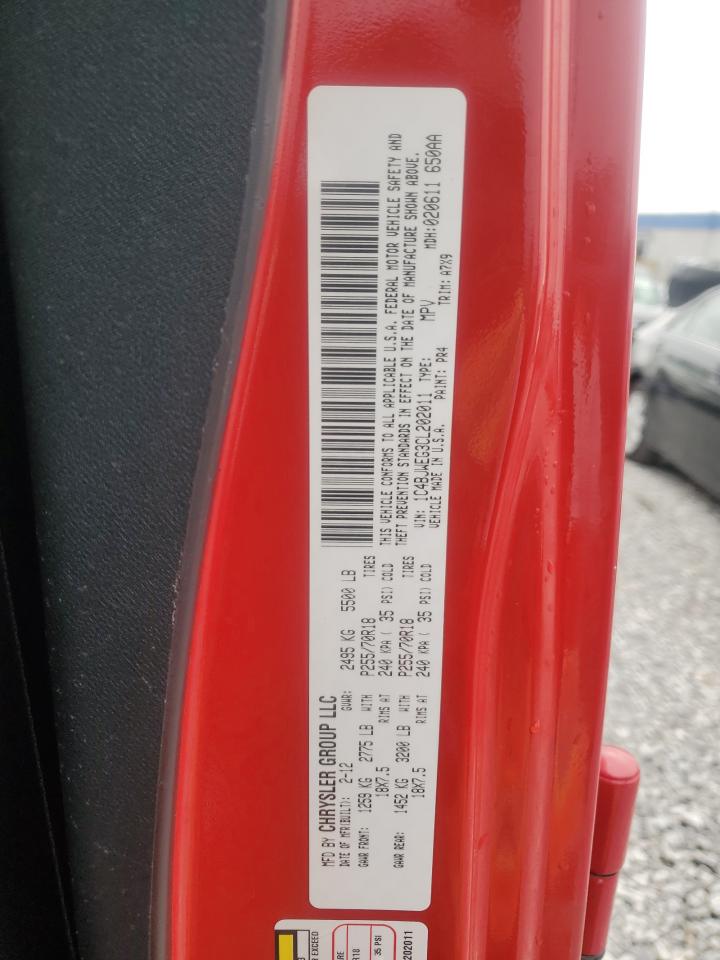 MFD BY CHRYSLER GROUP LLC
DATE OF MFR(BUILT): 2-12 GVWR: 2495 KG 5500 LB
GAWR FRONT: 1259 KG 2775 LB WITH P255/70R18 TIRES
18X7.5 RIMS AT 240 KPA ( 35 PSI) COLD
GAWR REAR: 1452 KG 3200 LB WITH P255/70R18 TIRES
18X7.5 RIMS AT 240 KPA ( 35 PSI) COLD
THIS VEHICLE CONFORMS TO ALL APPLICABLE U.S.A. FEDERAL MOTOR VEHICLE SAFETY AND
THEFT PREVENTION STANDARDS IN EFFECT ON THE DATE OF MANUFACTURE SHOWN ABOVE.
VIN: 1C4BJWEG3CL202011 TYPE: MPV MDH:020611 650AA
VEHICLE MADE IN U.S.A. PAINT: PR4 TRIM: A7X9
R EXCEED
35 PSI
202011